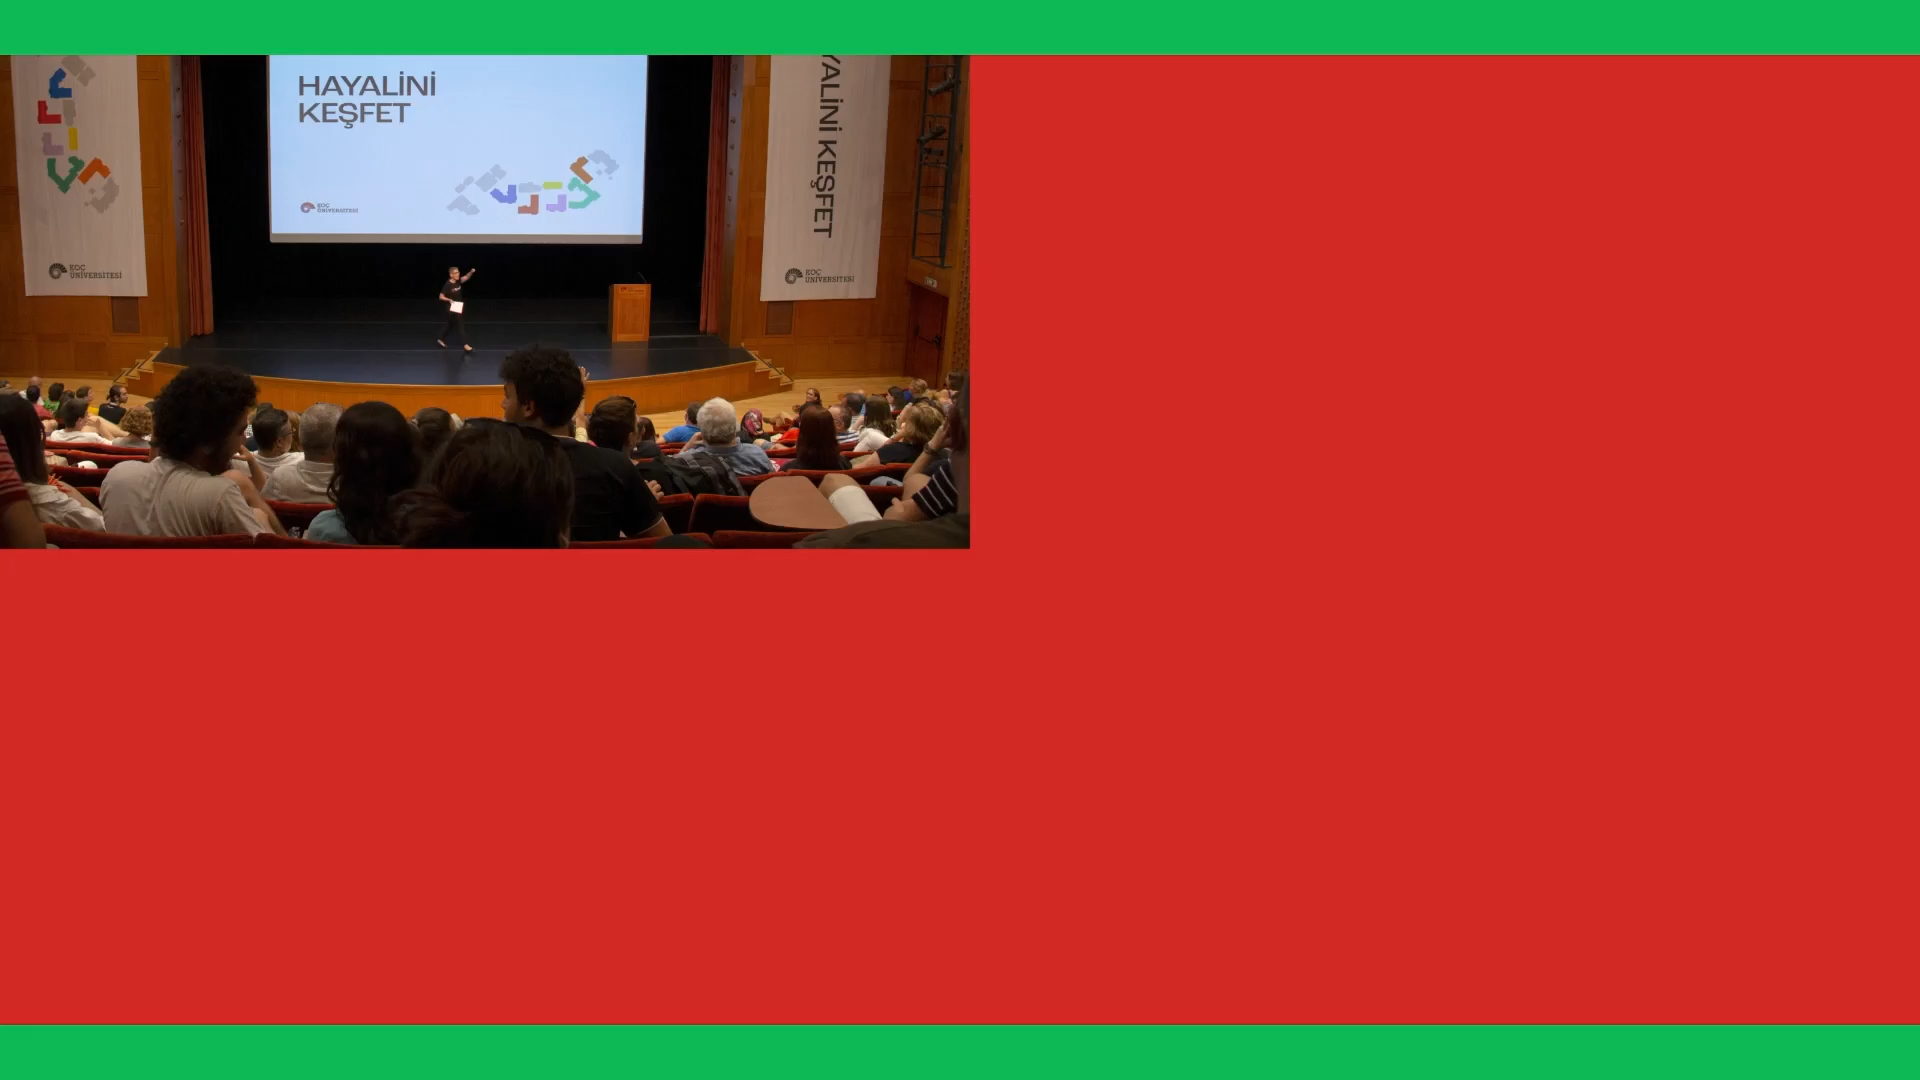 HAYALİNİ
KEŞFET
KOÇ
ÜNİVERSİTESİ
YALİNİ KEŞFET
KOÇ
ÜNİVERSİTESİ
KOÇ
ÜNİVERSİTESİ